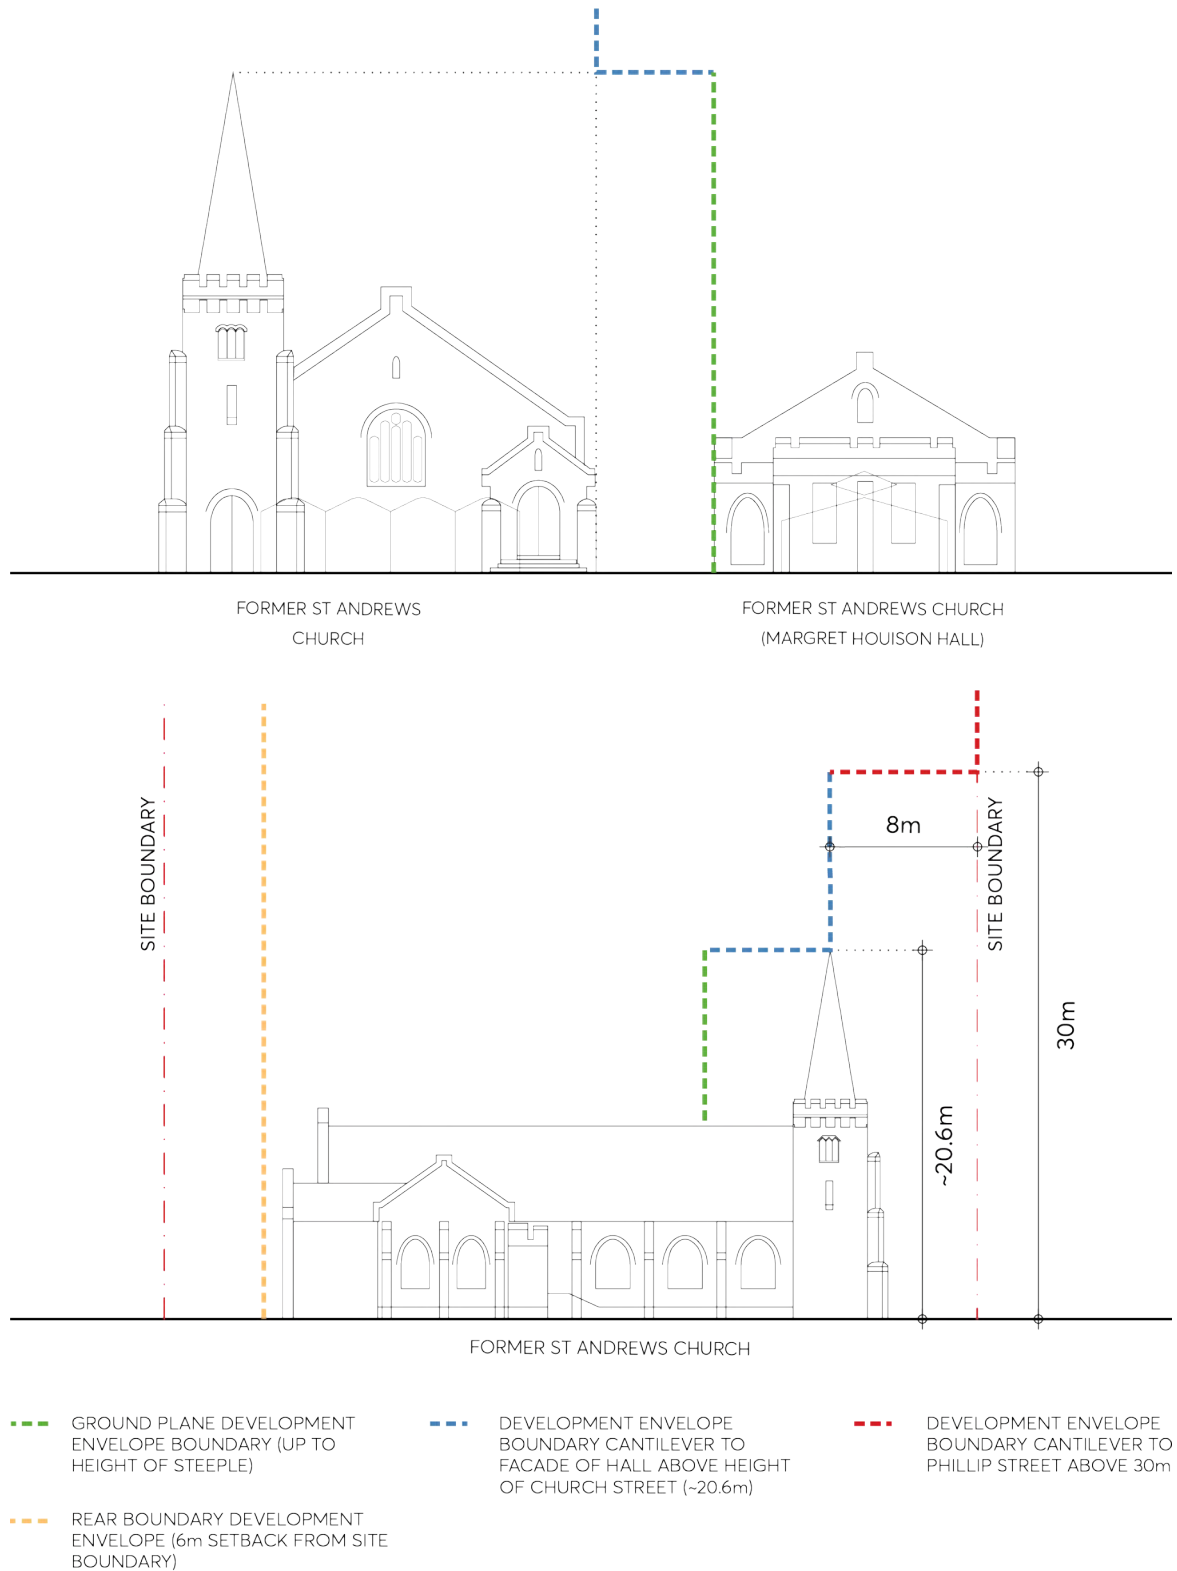 FORMER ST ANDREWS
CHURCH
FORMER ST ANDREWS CHURCH
(MARGRET HOUISON HALL)
SITE BOUNDARY
8m
SITE BOUNDARY
30m
~20.6m
FORMER ST ANDREWS CHURCH
GROUND PLANE DEVELOPMENT
ENVELOPE BOUNDARY (UP TO
HEIGHT OF STEEPLE)
DEVELOPMENT ENVELOPE
BOUNDARY CANTILEVER TO
FACADE OF HALL ABOVE HEIGHT
OF CHURCH STREET (~20.6m)
DEVELOPMENT ENVELOPE
BOUNDARY CANTILEVER TO
PHILLIP STREET ABOVE 30m
REAR BOUNDARY DEVELOPMENT
ENVELOPE (6m SETBACK FROM SITE
BOUNDARY)